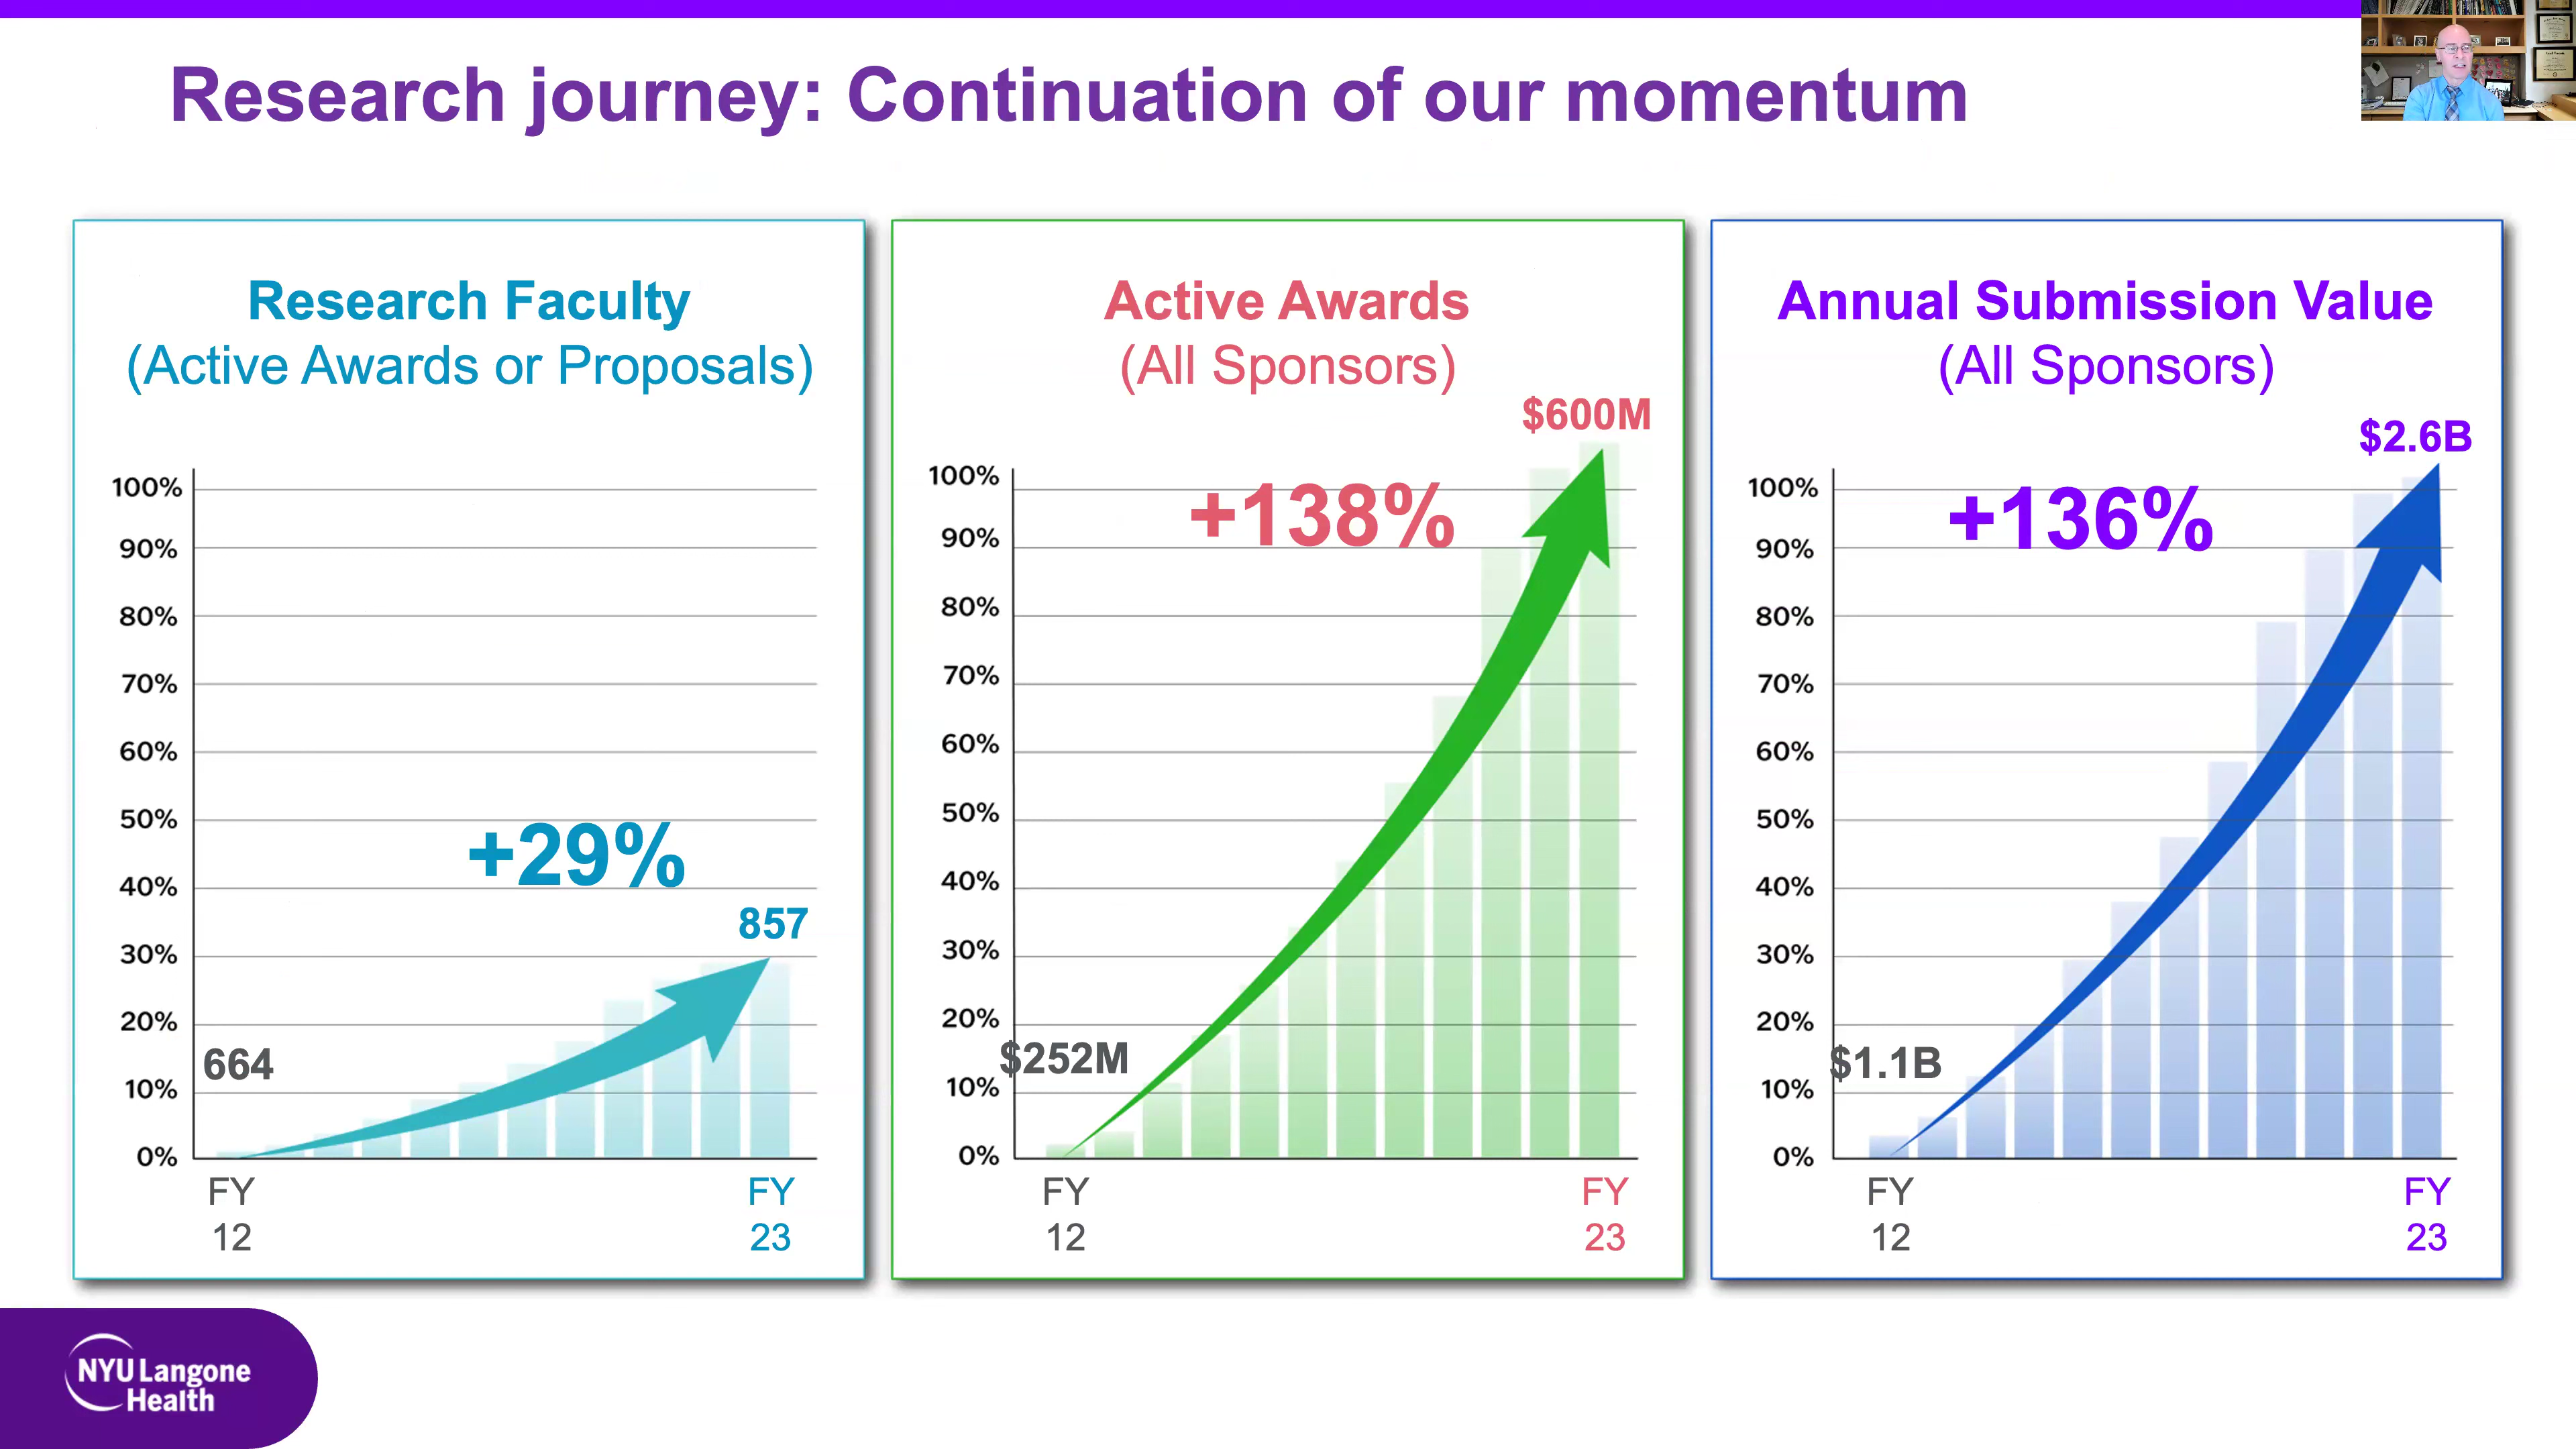 Research journey: Continuation of our momentum
Research Faculty
(Active Awards or Proposals)
100%
90%
80%
70%
60%
50%
40%
30%
20%
10%
0%
+29%
857
664
FY
12
FY
23
Active Awards
(All Sponsors)
$600M
100%
90%
80%
70%
60%
50%
40%
30%
20%
10%
0%
+138%
$252M
FY
12
FY
23
Annual Submission Value
(All Sponsors)
$2.6B
100%
90%
80%
70%
60%
50%
40%
30%
20%
10%
0%
+136%
$1.1B
FY
12
FY
23
NYU Langone
Health